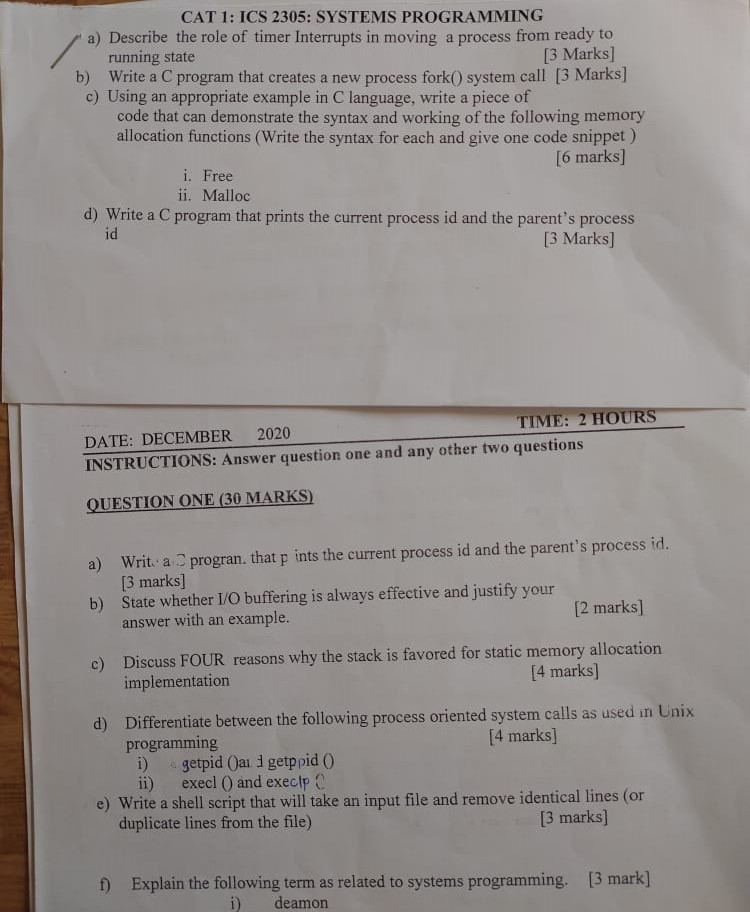 CAT 1: ICS 2305: SYSTEMS PROGRAMMING
a) Describe the role of timer Interrupts in moving a process from ready to
running state [3 Marks]
b) Write a C program that creates a new process fork() system call [3 Marks]
c) Using an appropriate example in C language, write a piece of
code that can demonstrate the syntax and working of the following memory
allocation functions (Write the syntax for each and give one code snippet )
[6 marks]
i. Free
ii. Malloc
d) Write a C program that prints the current process id and the parent's process
id [3 Marks]
DATE: DECEMBER 2020 TIME: 2 HOURS
INSTRUCTIONS: Answer question one and any other two questions
QUESTION ONE (30 MARKS)
a) Writ a C progran. that p ints the current process id and the parent's process id.
[3 marks]
b) State whether I/O buffering is always effective and justify your
answer with an example. [2 marks]
c) Discuss FOUR reasons why the stack is favored for static memory allocation
implementation [4 marks]
d) Differentiate between the following process oriented system calls as used in Unix
programming [4 marks]
i) getpid ()and getppid ()
ii) execl () and execlp ()
e) Write a shell script that will take an input file and remove identical lines (or
duplicate lines from the file) [3 marks]
f) Explain the following term as related to systems programming. [3 mark]
i) deamon